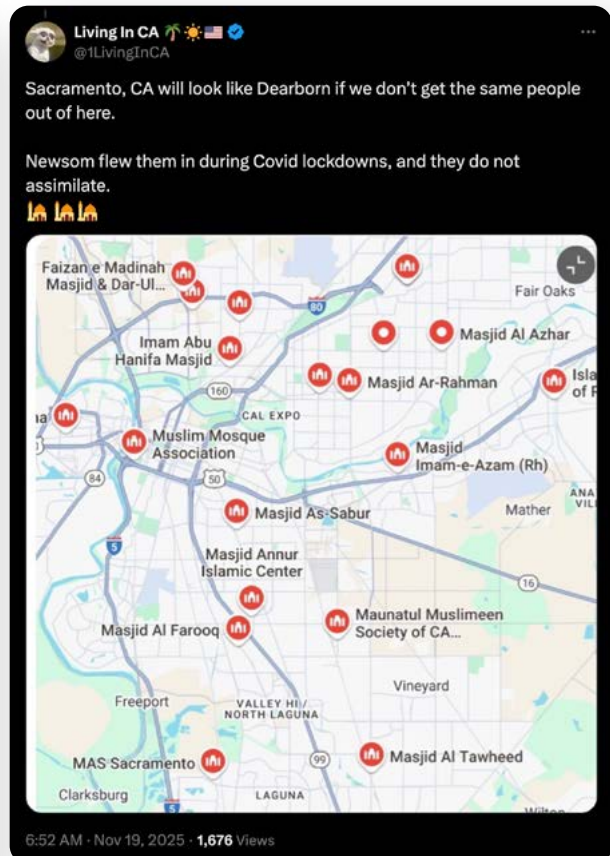 Living In CA 🌴☀️🇺🇸
@1LivingInCA
Sacramento, CA will look like Dearborn if we don't get the same people
out of here.
Newsom flew them in during Covid lockdowns, and they do not
assimilate.
🕌🕌🕌
Faizan e Madinah
Masjid & Dar-Ul...
80
Fair Oaks
Imam Abu
Hanifa Masjid
Masjid Al Azhar
160
Masjid Ar-Rahman
Isla
of F
CAL EXPO
Muslim Mosque
Association
Masjid
Imam-e-Azam (Rh)
84
50
Mather
Masjid As-Sabur
5
Masjid Annur
Islamic Center
16
Masjid Al Farooq
Maunatul Muslimeen
Society of CA...
Vineyard
Freeport
VALLEY HI /
NORTH LAGUNA
MAS Sacramento
99
Masjid Al Tawheed
Clarksburg
LAGUNA
5
6:52 AM · Nov 19, 2025 · 1,676 Views